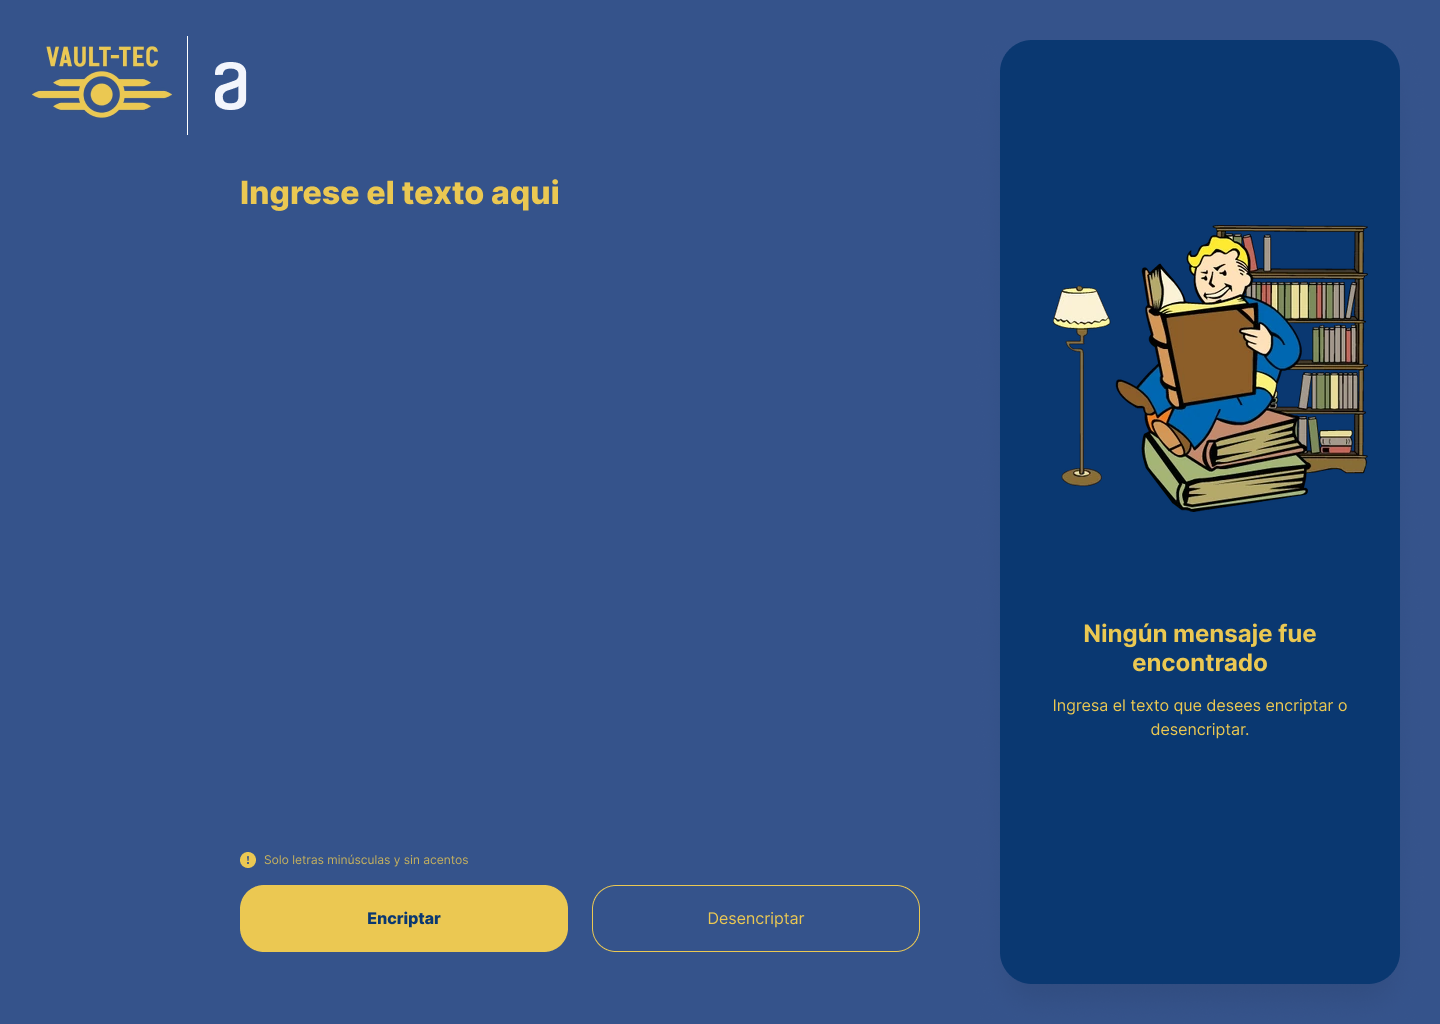 VAULT-TEC
a
Ingrese el texto aqui
Ningún mensaje fue
encontrado
Ingresa el texto que desees encriptar o
desencriptar.
! Solo letras minúsculas y sin acentos
Encriptar
Desencriptar